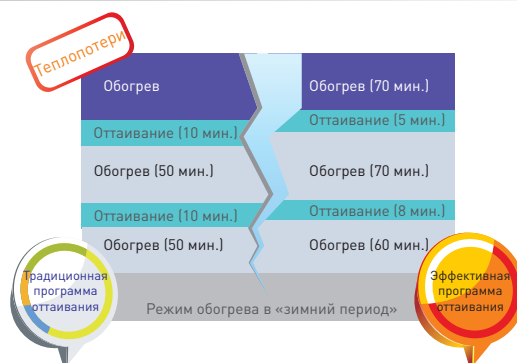 Теплопотери
Обогрев
Обогрев (70 мин.)
Оттаивание (10 мин.)
Оттаивание (5 мин.)
Обогрев (50 мин.)
Обогрев (70 мин.)
Оттаивание (10 мин.)
Оттаивание (8 мин.)
Обогрев (50 мин.)
Обогрев (60 мин.)
Традиционная
программа
оттаивания
Эффективная
программа
оттаивания
Режим обогрева в «зимний период»